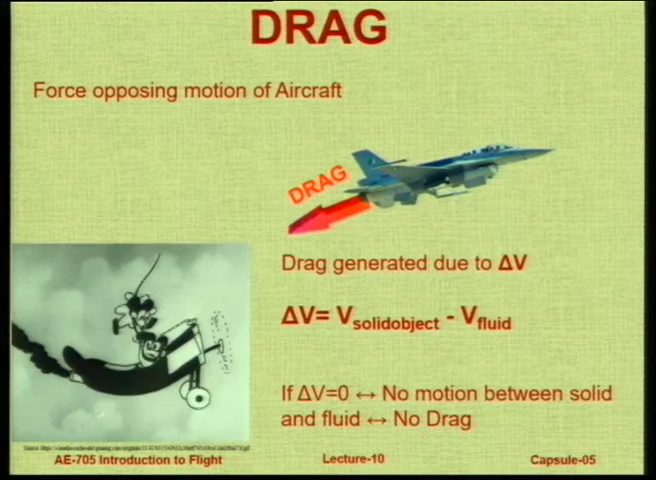 DRAG
Force opposing motion of Aircraft
DRAG
Drag generated due to ΔV
ΔV= Vsolidobject - Vfluid
If ΔV=0 ↔ No motion between solid
and fluid ↔ No Drag
AE-705 Introduction to Flight
Lecture-10
Capsule-05